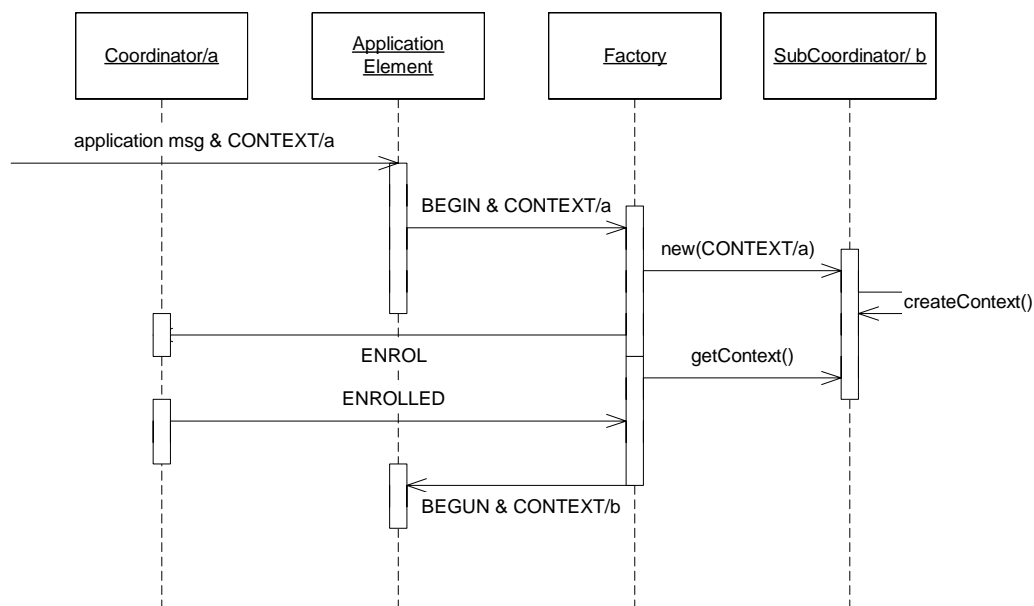 Coordinator/a
Application
Element
Factory
SubCoordinator/ b
application msg & CONTEXT/a
BEGIN & CONTEXT/a
new(CONTEXT/a)
createContext()
ENROL
getContext()
ENROLLED
BEGUN & CONTEXT/b